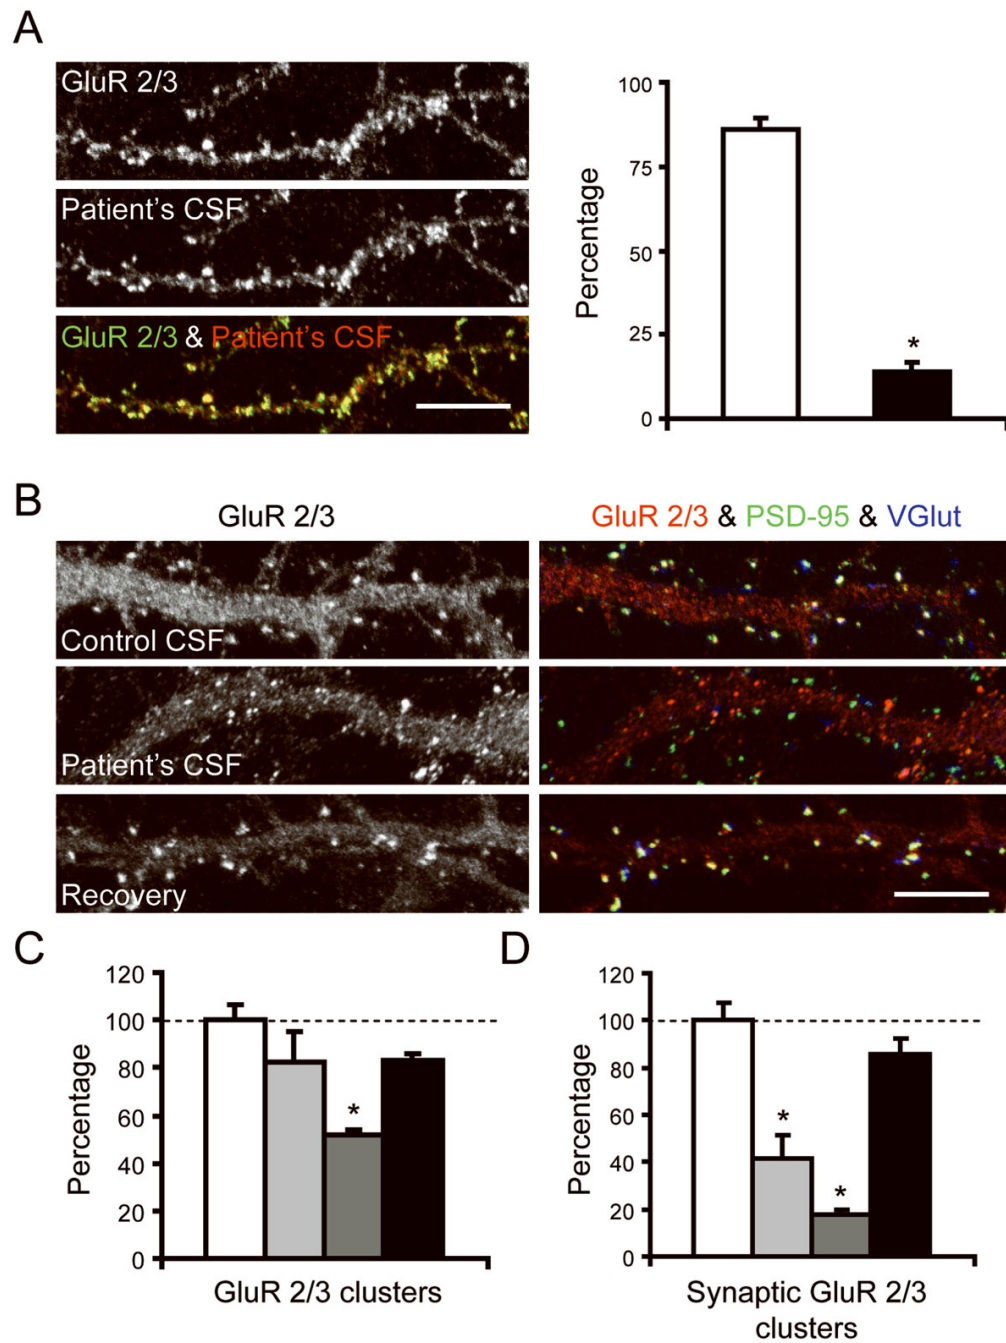 A
GluR 2/3
Patient's CSF
GluR 2/3 & Patient's CSF
Percentage
100
75
50
25
0
*
B
GluR 2/3
GluR 2/3 & PSD-95 & VGlut
Control CSF
Patient's CSF
Recovery
C
Percentage
120
100
80
60
40
20
0
*
GluR 2/3 clusters
D
Percentage
120
100
80
60
40
20
0
*
*
Synaptic GluR 2/3
clusters